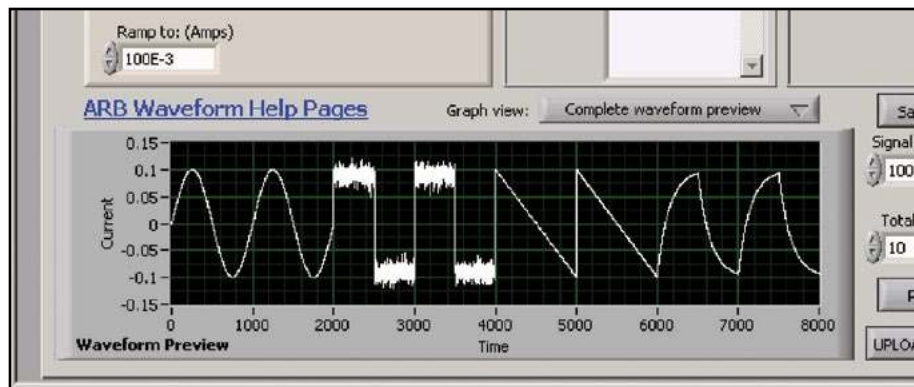 Ramp to: (Amps)
100E-3
ARB Waveform Help Pages
Graph view:
Complete waveform preview
Signal
100
Total
10
Current
0.15
0.1
0.05
0
-0.05
-0.1
-0.15
0 1000 2000 3000 4000 5000 6000 7000 8000
Waveform Preview
Time